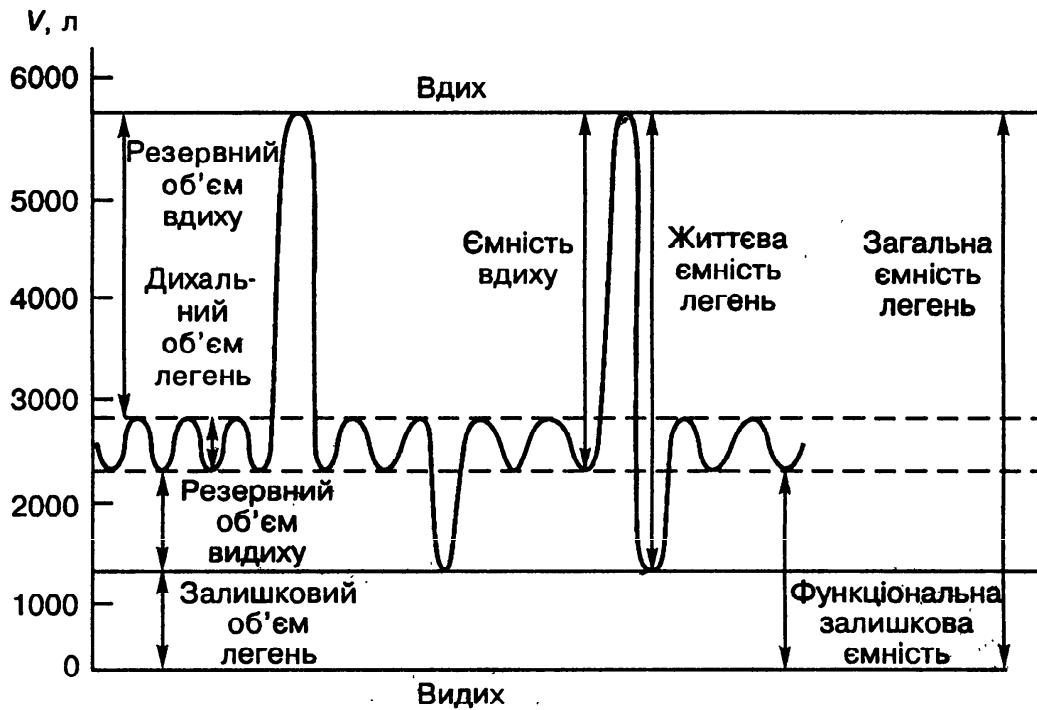 V, л
6000
5000
4000
3000
2000
1000
0
Вдих
Резервний
об'єм
вдиху
Дихаль-
ний
об'єм
легень
Ємність
вдиху
Життєва
ємність
легень
Загальна
ємність
легень
Резервний
об'єм
видиху
Залишковий
об'єм
легень
Функціональна
залишкова
ємність
Видих